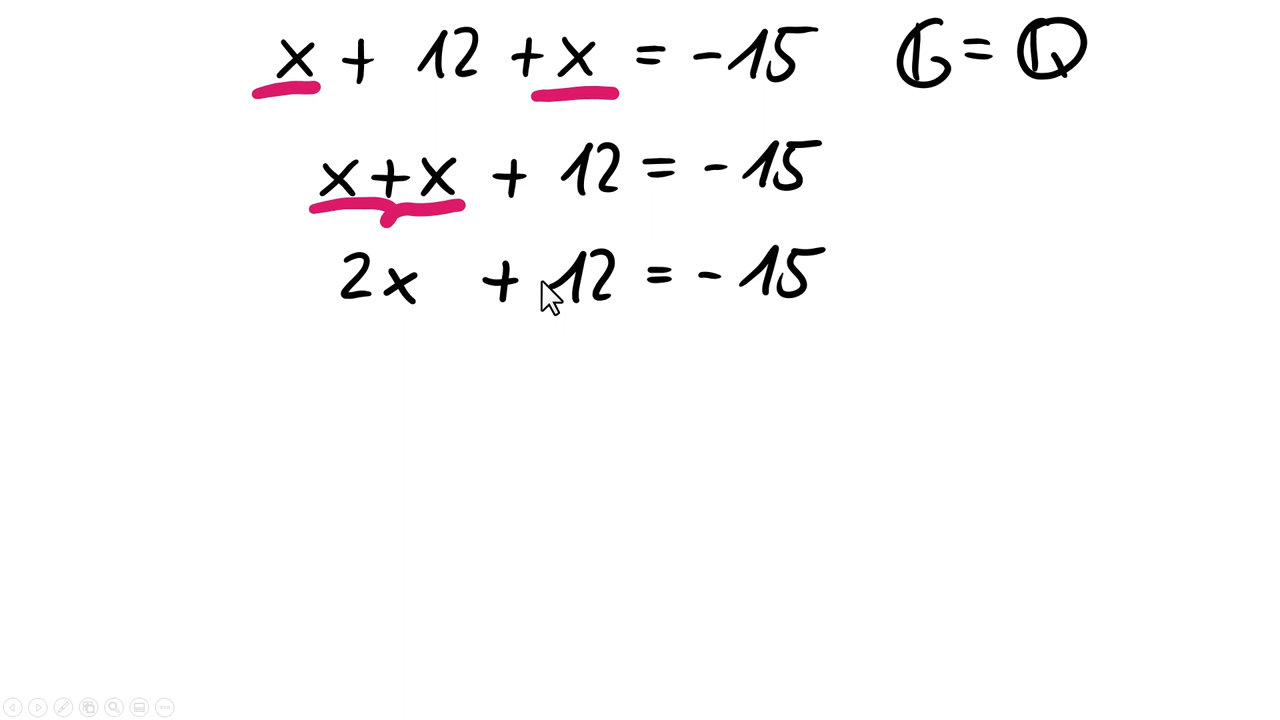 x + 12 + x = -15 𝔾 = ℚ
x + x + 12 = -15
2x + 12 = -15